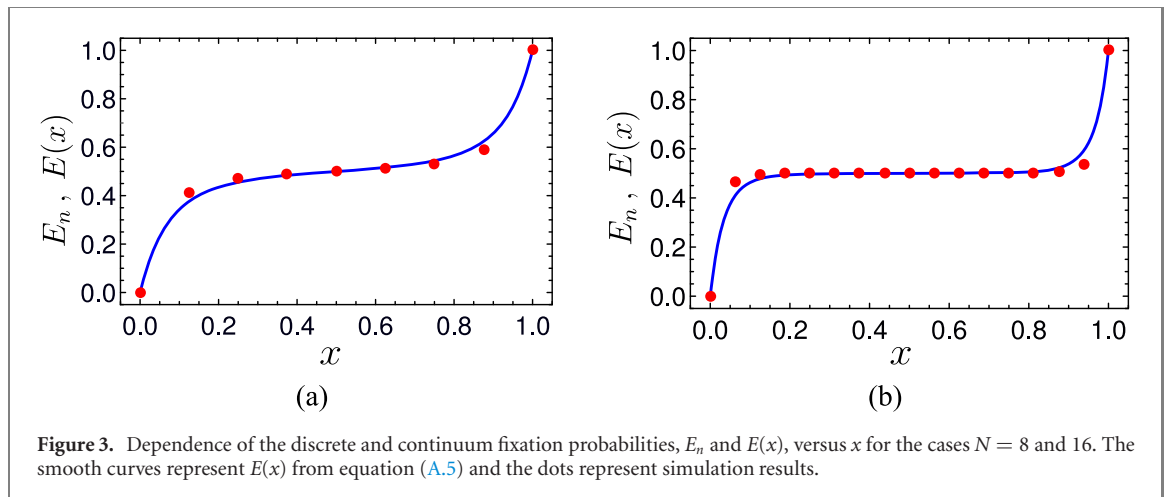 1.0 1.0
0.8 0.8
0.6 0.6
0.4 0.4
0.2 0.2
0.0 0.0
E_n , E(x) E_n , E(x)
0.0 0.2 0.4 0.6 0.8 1.0 0.0 0.2 0.4 0.6 0.8 1.0
x x
(a) (b)
Figure 3. Dependence of the discrete and continuum fixation probabilities, E_n and E(x), versus x for the cases N = 8 and 16. The
smooth curves represent E(x) from equation (A.5) and the dots represent simulation results.